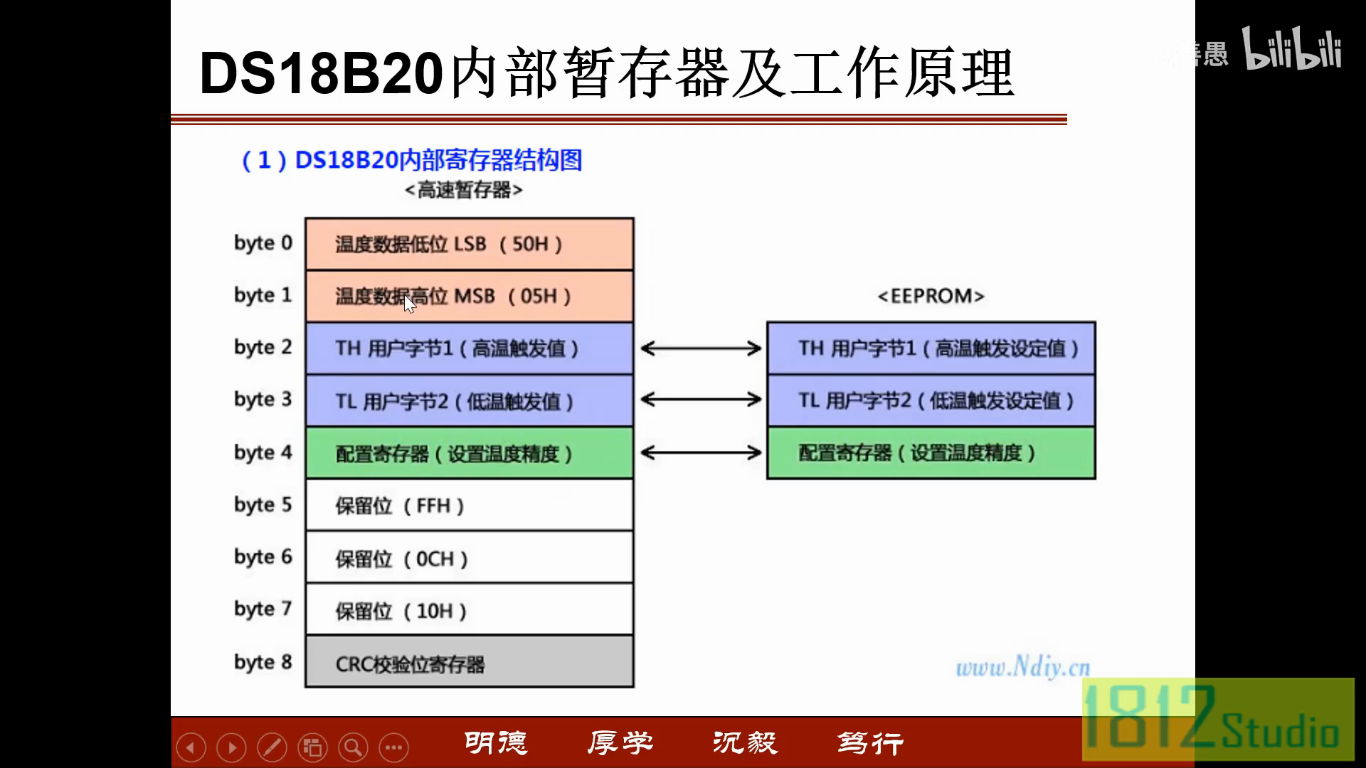 善愚 bilibili
DS18B20内部暂存器及工作原理
（1）DS18B20内部寄存器结构图
<高速暂存器>
byte 0 温度数据低位 LSB （50H）
byte 1 温度数据高位 MSB （05H）
<EEPROM>
byte 2 TH 用户字节1（高温触发值） TH 用户字节1（高温触发设定值）
byte 3 TL 用户字节2（低温触发值） TL 用户字节2（低温触发设定值）
byte 4 配置寄存器（设置温度精度） 配置寄存器（设置温度精度）
byte 5 保留位 （FFH）
byte 6 保留位 （0CH）
byte 7 保留位 （10H）
byte 8 CRC校验位寄存器
www.Ndiy.cn
1812Studio
明德 厚学 沉毅 笃行